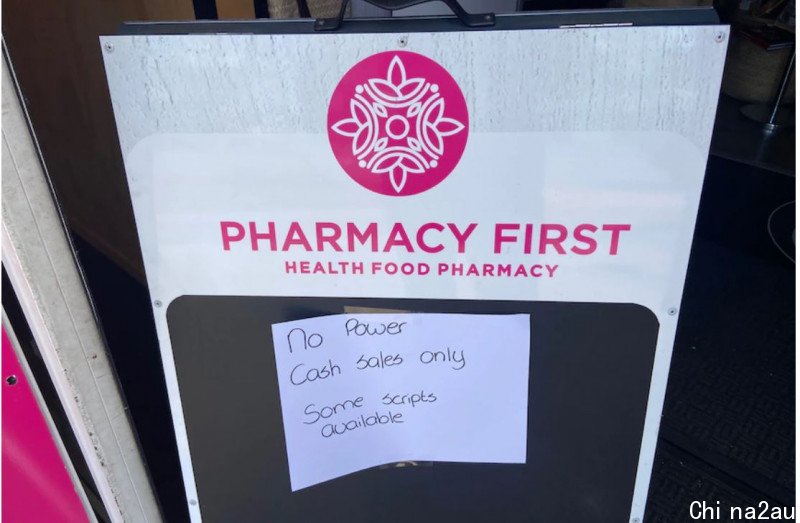 PHARMACY FIRST
HEALTH FOOD PHARMACY
No Power
Cash sales only
Some scripts
available
Chi na2au